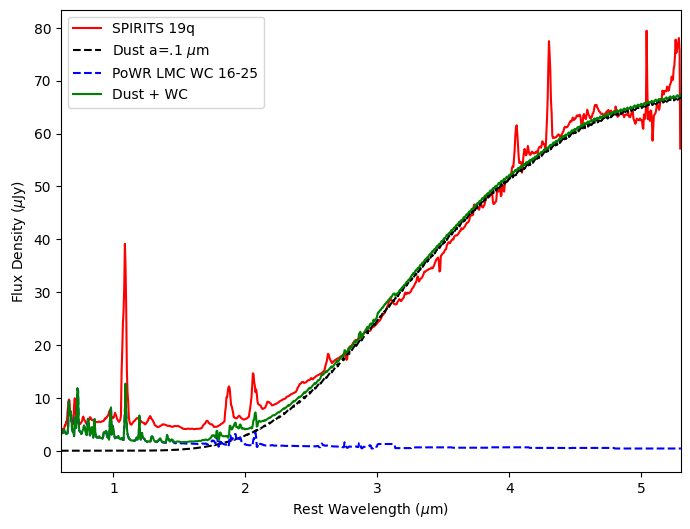 SPIRITS 19q
Dust a=.1 μm
PoWR LMC WC 16-25
Dust + WC
80
70
60
50
40
30
20
10
0
Flux Density (μJy)
1 2 3 4 5
Rest Wavelength (μm)